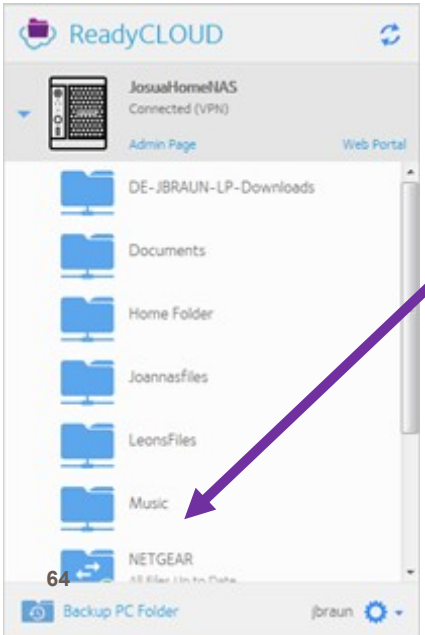 ReadyCLOUD
JosuaHomeNAS
Connected (VPN)
Admin Page Web Portal
DE-JBRAUN-LP-Downloads
Documents
Home Folder
Joannasfiles
LeonsFiles
Music
NETGEAR
All Files Up to Date
64
Backup PC Folder jbraun